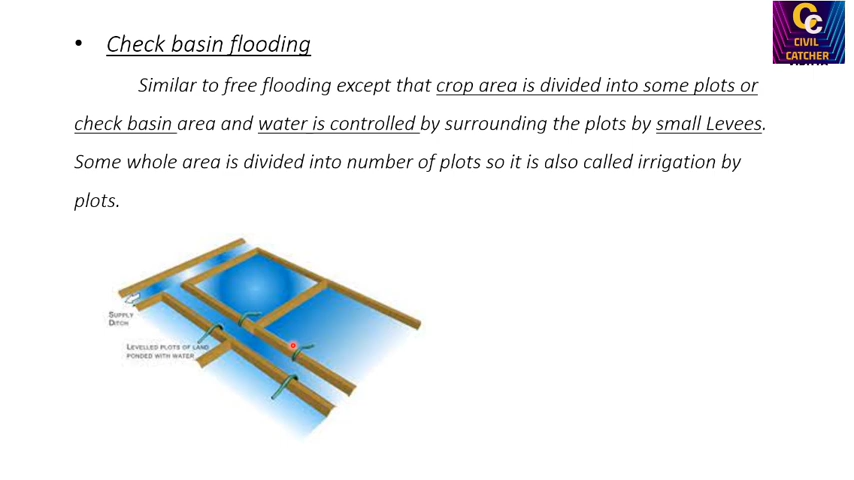 • Check basin flooding
Similar to free flooding except that crop area is divided into some plots or
check basin area and water is controlled by surrounding the plots by small Levees.
Some whole area is divided into number of plots so it is also called irrigation by
plots.
SUPPLY
DITCH
LEVELLED PLOTS OF LAND
PONDED WITH WATER
CC
CIVIL
CATCHER